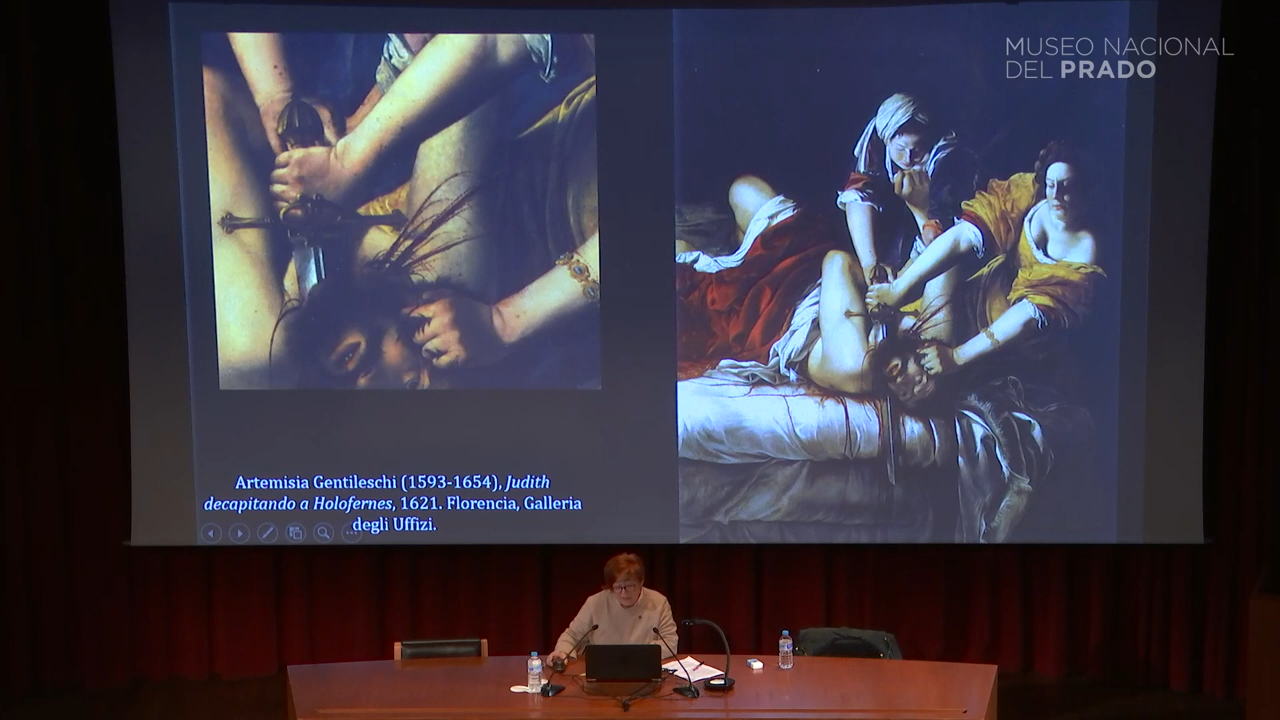 MUSEO NACIONAL
DEL PRADO
Artemisia Gentileschi (1593-1654), Judith
decapitando a Holofernes, 1621. Florencia, Galleria
degli Uffizi.